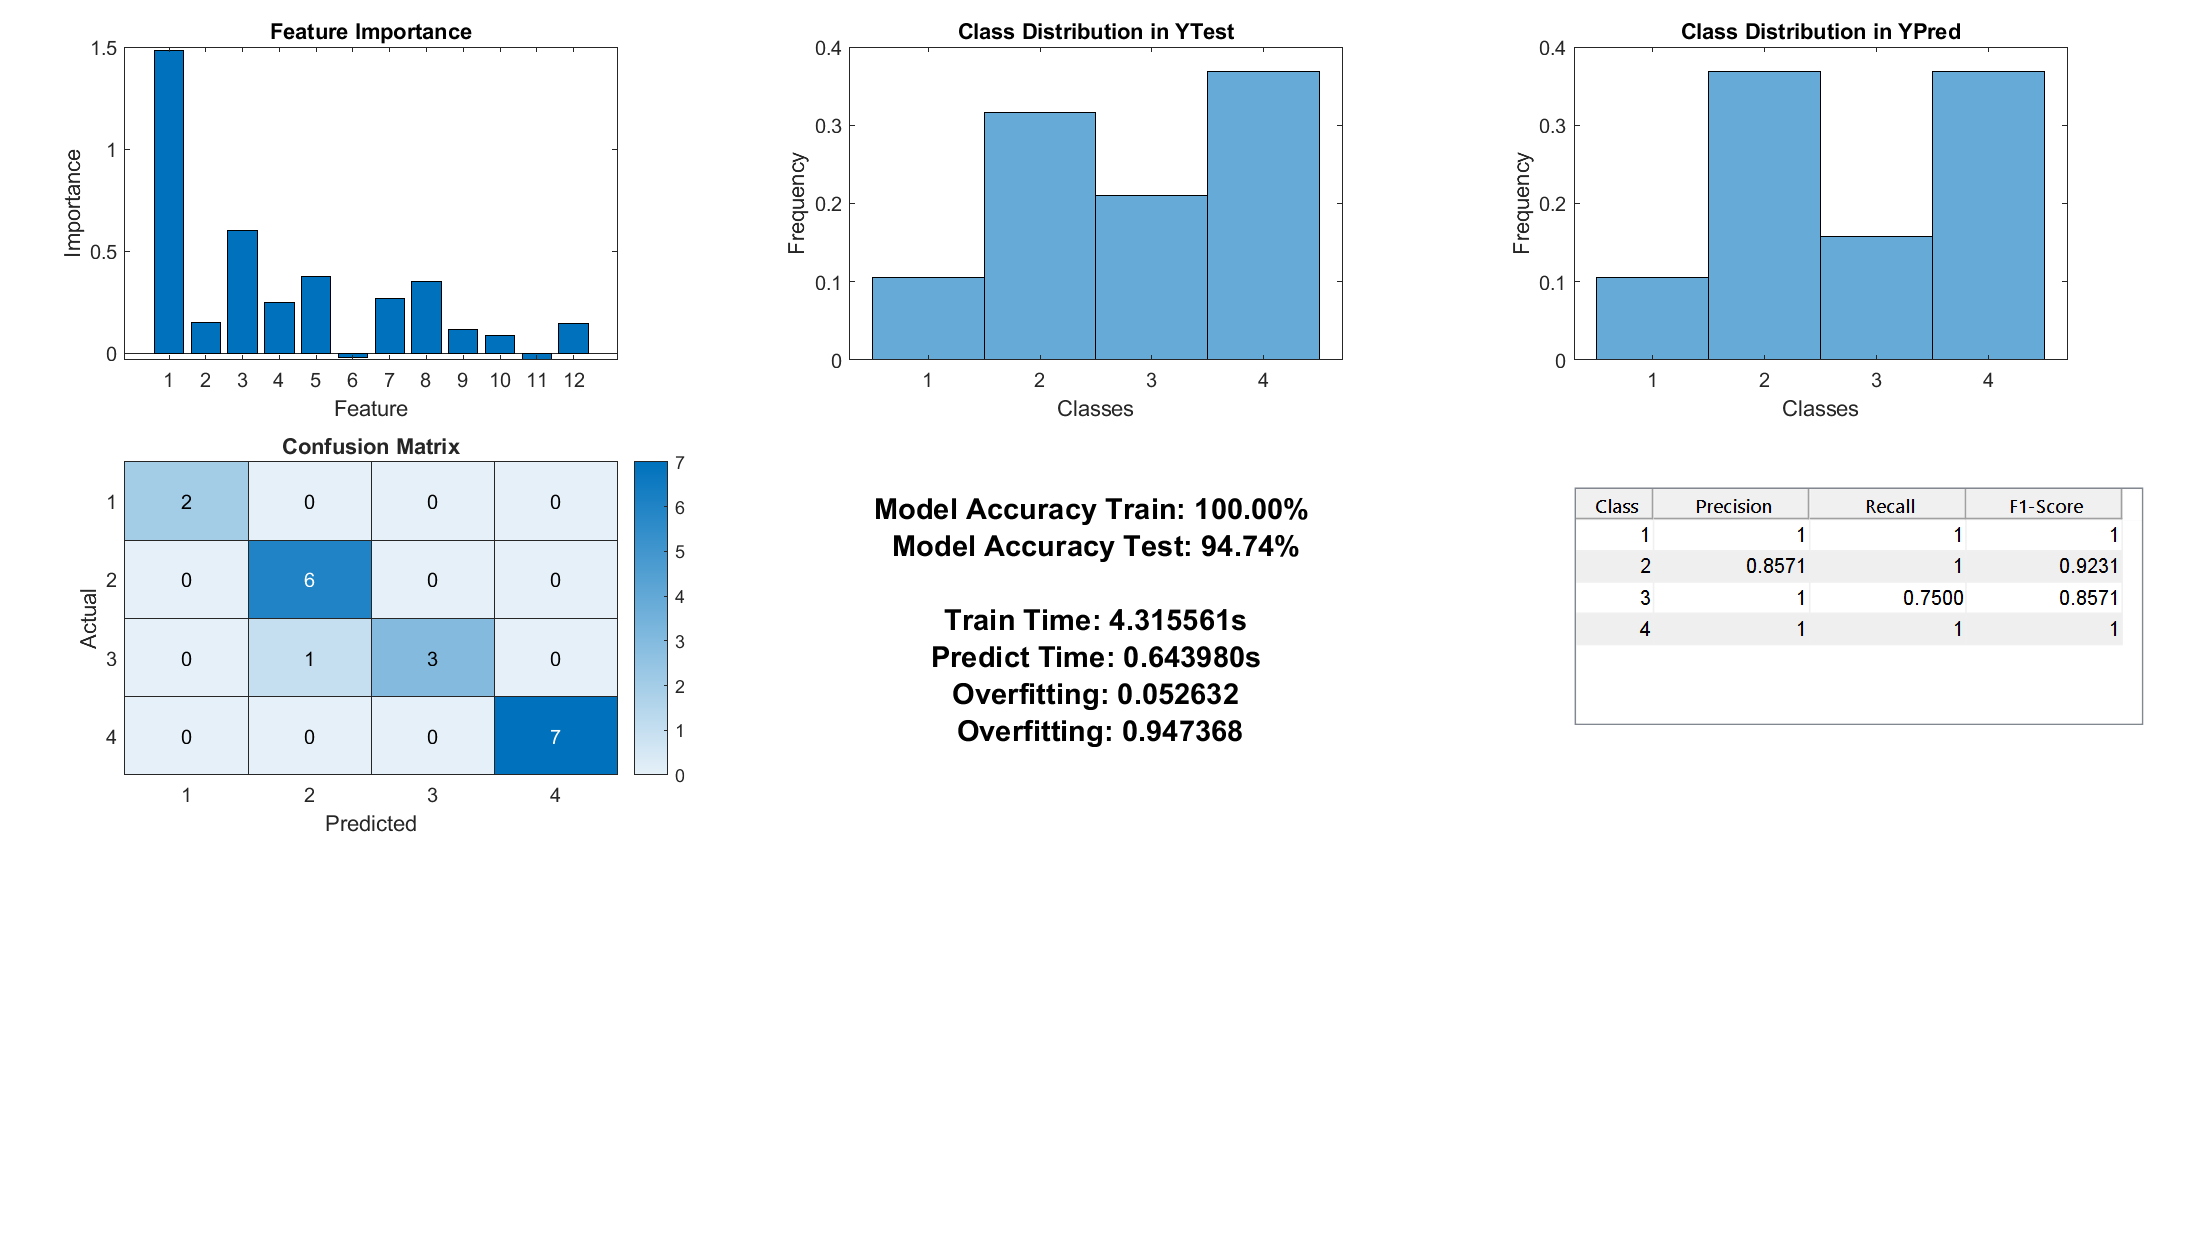 Feature Importance
1.5
1
0.5
0
Importance
1 2 3 4 5 6 7 8 9 10 11 12
Feature
Class Distribution in YTest
0.4
0.3
0.2
0.1
0
Frequency
1 2 3 4
Classes
Class Distribution in YPred
0.4
0.3
0.2
0.1
0
Frequency
1 2 3 4
Classes
Confusion Matrix
Actual
1 2 0 0 0
2 0 6 0 0
3 0 1 3 0
4 0 0 0 7
1 2 3 4
Predicted
7
6
5
4
3
2
1
0
Model Accuracy Train: 100.00%
Model Accuracy Test: 94.74%
Train Time: 4.315561s
Predict Time: 0.643980s
Overfitting: 0.052632
Overfitting: 0.947368
Class Precision Recall F1-Score
1 1 1 1
2 0.8571 1 0.9231
3 1 0.7500 0.8571
4 1 1 1